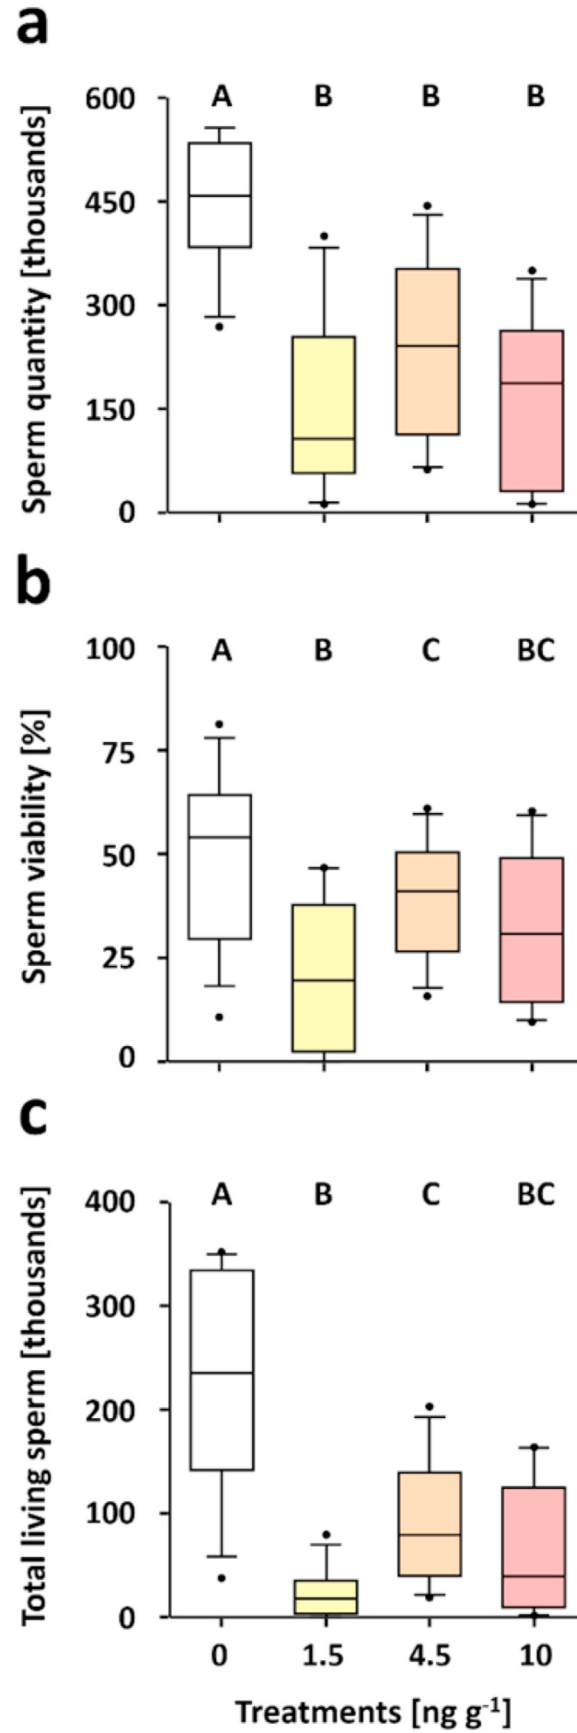 a
Sperm quantity [thousands]
600
450
300
150
0
A B B B
b
Sperm viability [%]
100
75
50
25
0
A B C BC
c
Total living sperm [thousands]
400
300
200
100
0
A B C BC
0 1.5 4.5 10
Treatments [ng g⁻¹]